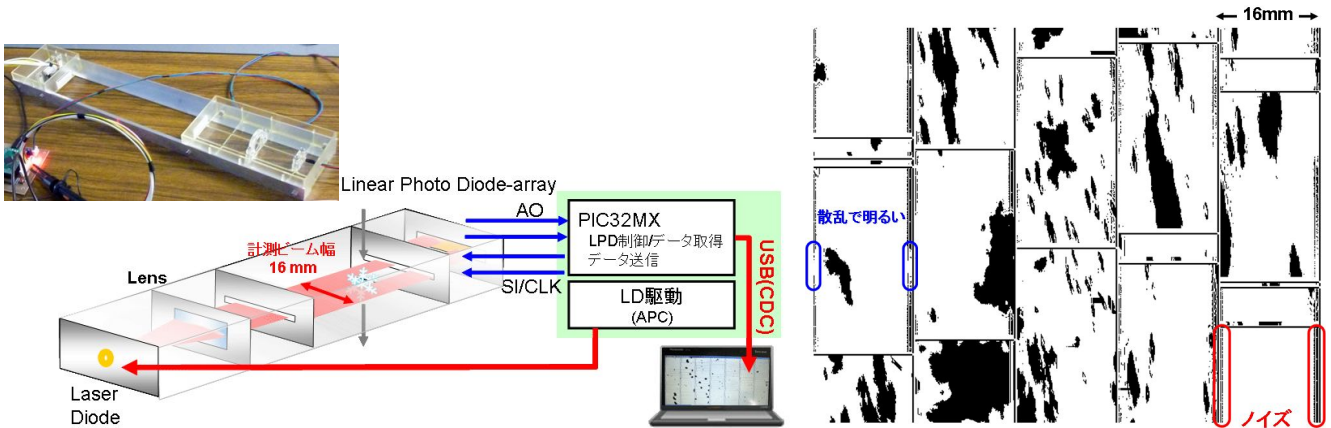 Linear Photo Diode-array
計測ビーム幅
16 mm
Lens
Laser
Diode
AO
SI/CLK
PIC32MX
LPD制御/データ取得
データ送信
LD駆動
(APC)
USB(CDC)
16mm
散乱で明るい
ノイズ